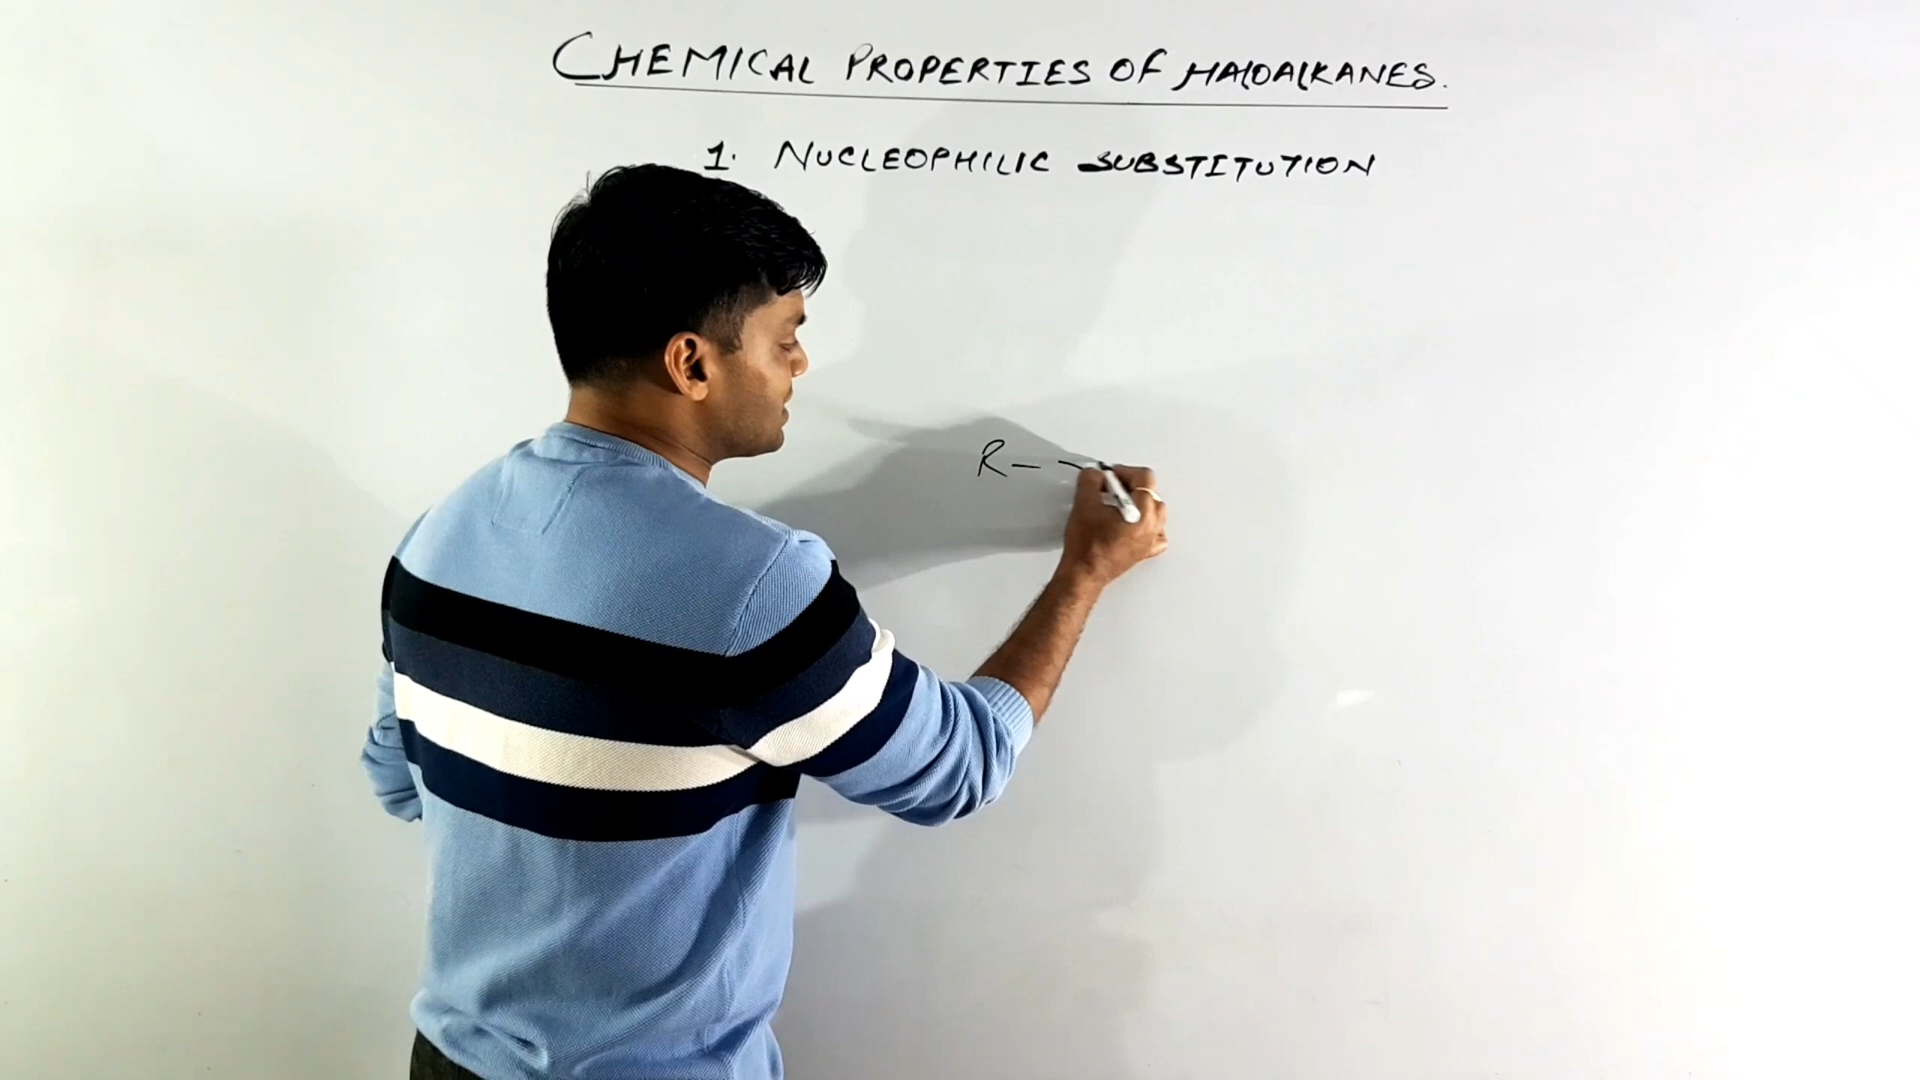 CHEMICAL PROPERTIES OF HALOALKANES.
1. NUCLEOPHILIC SUBSTITUTION
R-